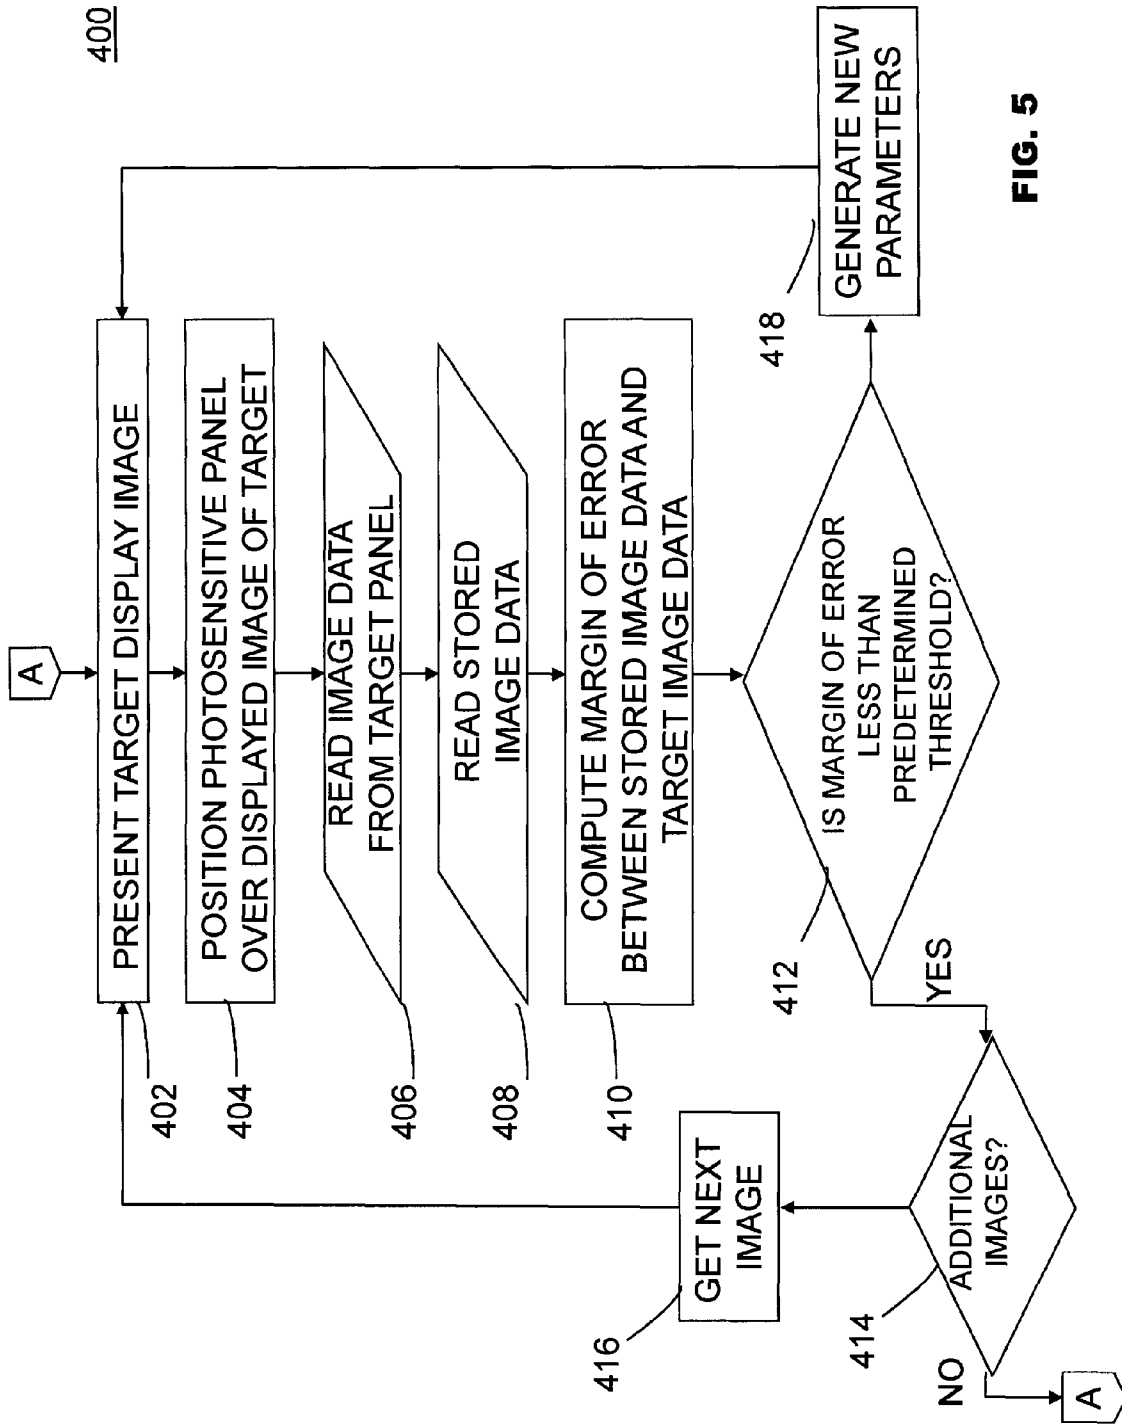 400
A
PRESENT TARGET DISPLAY IMAGE
402
POSITION PHOTOSENSITIVE PANEL
OVER DISPLAYED IMAGE OF TARGET
404
READ IMAGE DATA
FROM TARGET PANEL
406
READ STORED
IMAGE DATA
408
COMPUTE MARGIN OF ERROR
BETWEEN STORED IMAGE DATA AND
TARGET IMAGE DATA
410
IS MARGIN OF ERROR
LESS THAN
PREDETERMINED
THRESHOLD?
412
YES
GENERATE NEW
PARAMETERS
418
ADDITIONAL
IMAGES?
414
GET NEXT
IMAGE
416
NO
A
FIG. 5